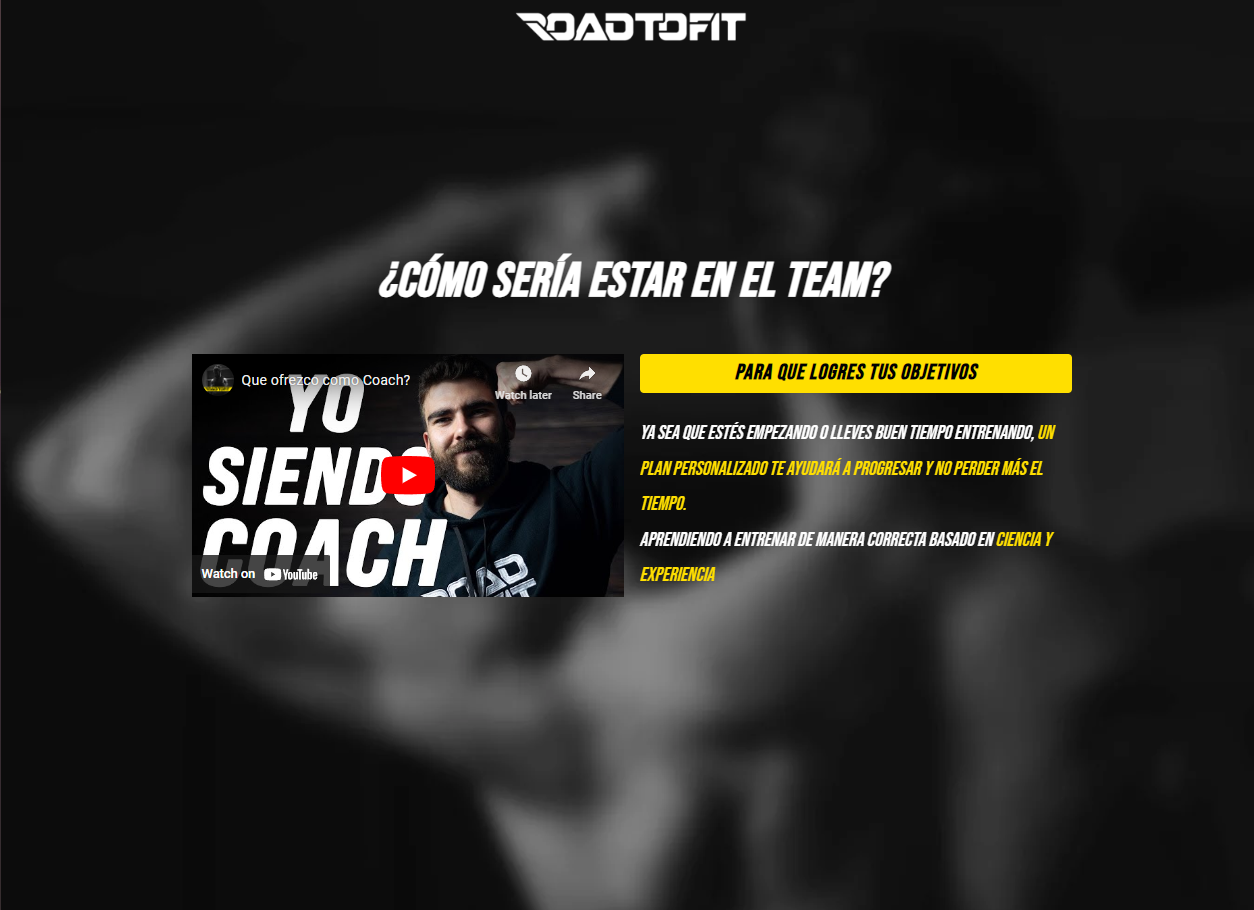 ROADTOFIT
¿CÓMO SERÍA ESTAR EN EL TEAM?
Que ofrezco como Coach?
Watch later
Share
YO
SIENDO
COACH
ROAD
Watch on YouTube
PARA QUE LOGRES TUS OBJETIVOS
YA SEA QUE ESTÉS EMPEZANDO O LLEVES BUEN TIEMPO ENTRENANDO, UN
PLAN PERSONALIZADO TE AYUDARÁ A PROGRESAR Y NO PERDER MÁS EL
TIEMPO.
APRENDIENDO A ENTRENAR DE MANERA CORRECTA BASADO EN CIENCIA Y
EXPERIENCIA